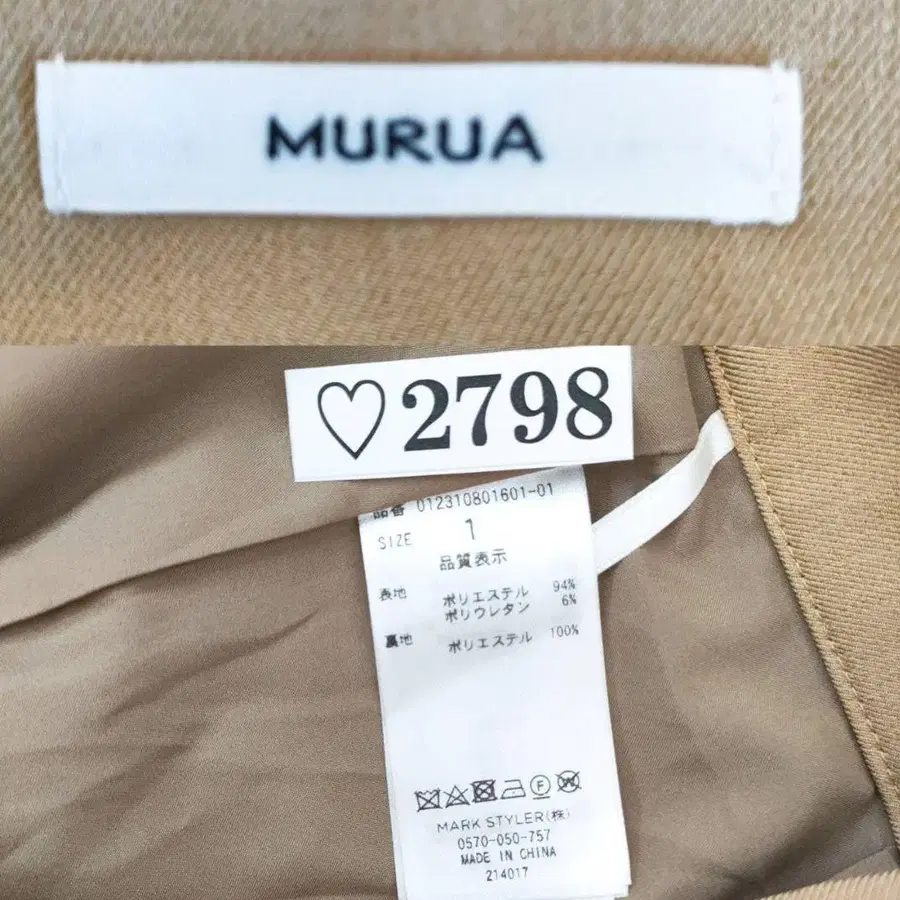 MURUA
♡2798
品番 012310801601-01
SIZE 1
品質表示
表地 ポリエステル 94%
ポリウレタン 6%
裏地 ポリエステル 100%
MARK STYLER(株)
0570-050-757
MADE IN CHINA
214017